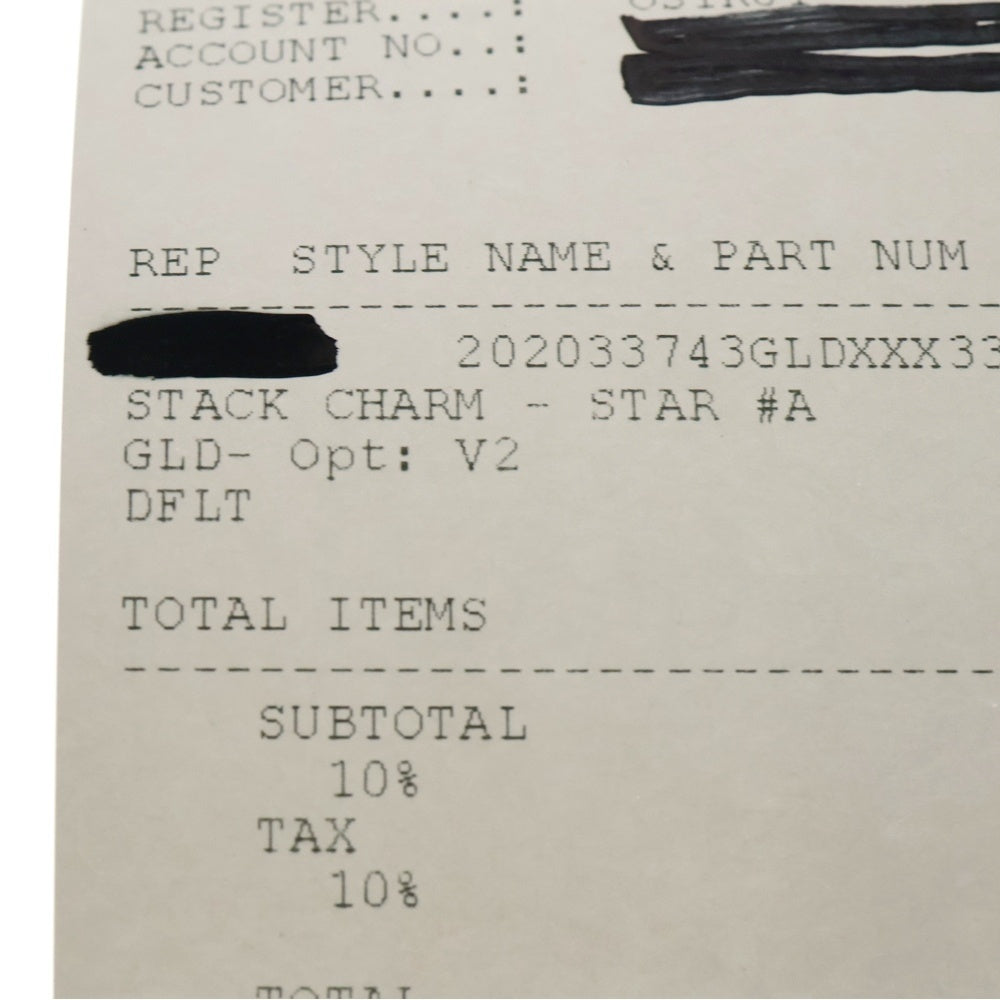 REGISTER....:
ACCOUNT NO..:
CUSTOMER....:
REP STYLE NAME & PART NUM
202033743GLDXXX33
STACK CHARM - STAR #A
GLD- Opt: V2
DFLT
TOTAL ITEMS
SUBTOTAL
10%
TAX
10%
TOTAL